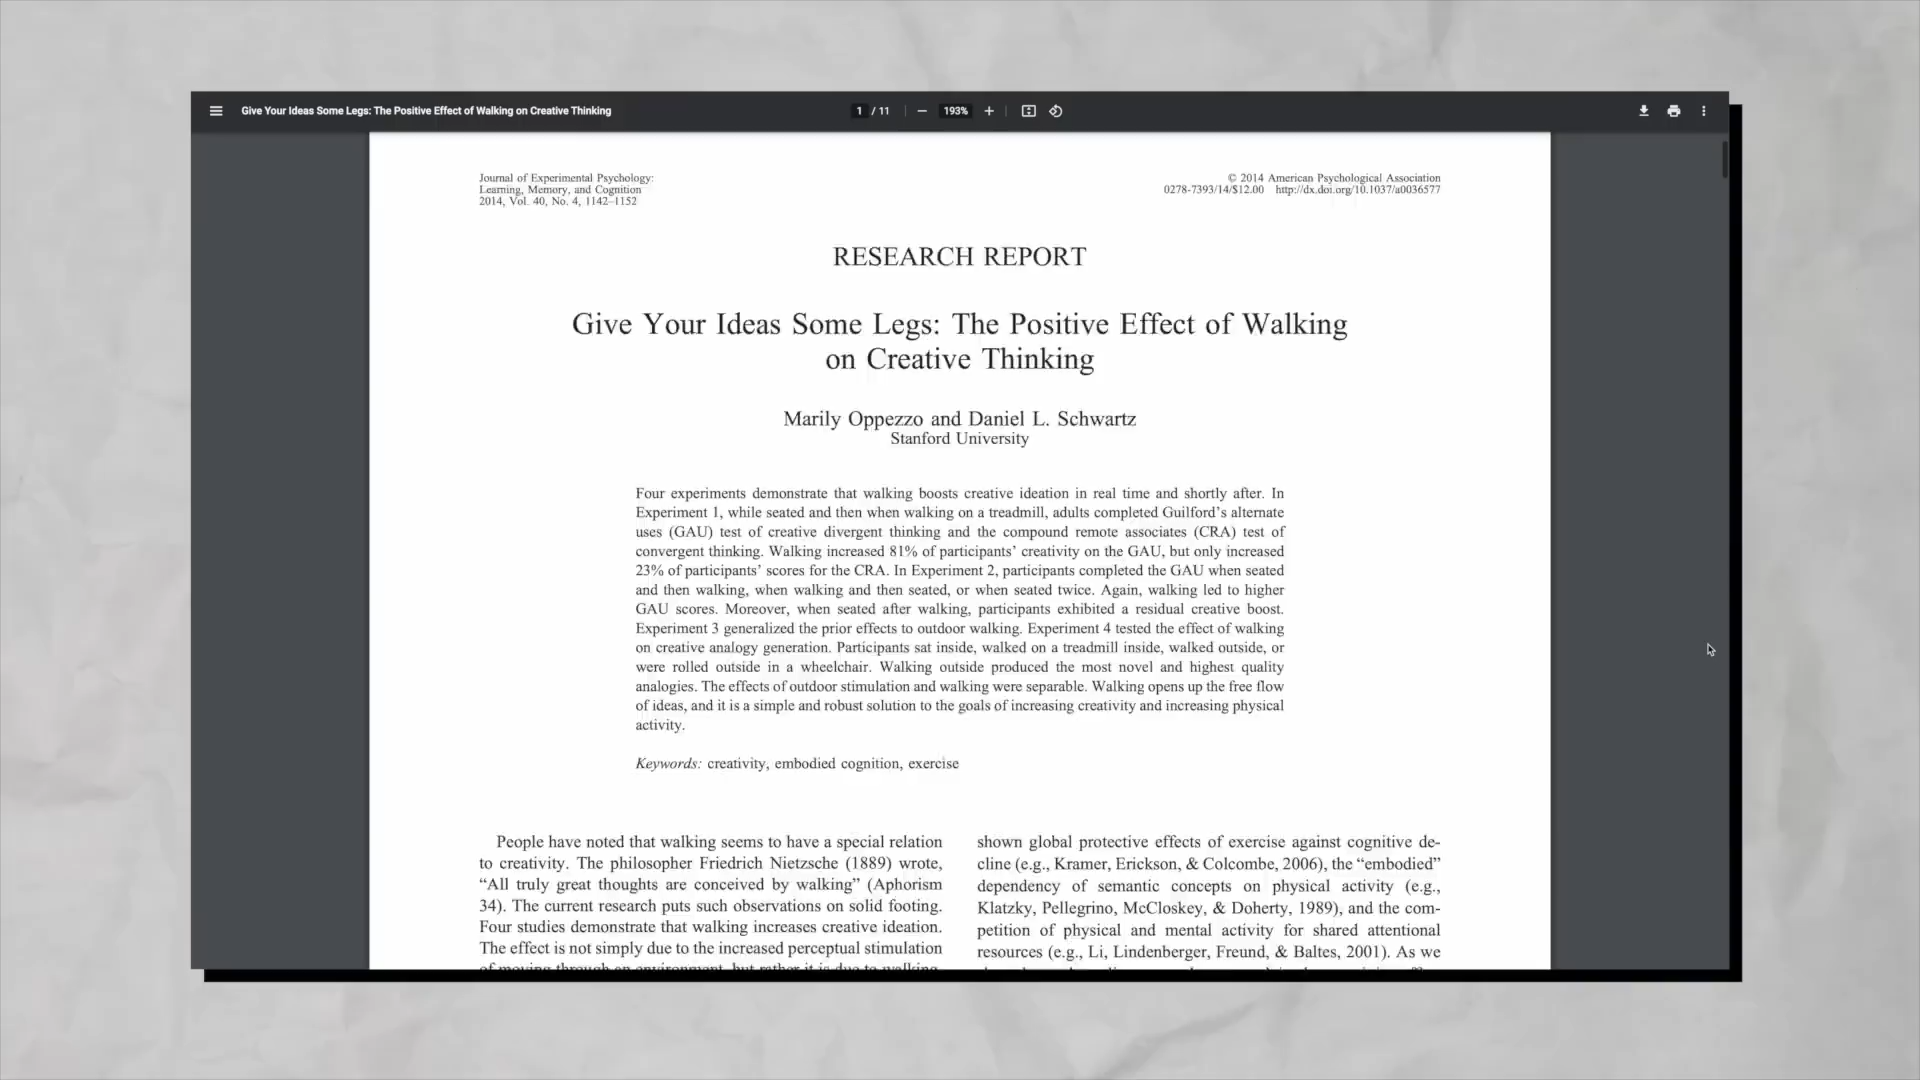 Give Your Ideas Some Legs: The Positive Effect of Walking on Creative Thinking
1 / 11
193%
Journal of Experimental Psychology:
Learning, Memory, and Cognition
2014, Vol. 40, No. 4, 1142–1152
© 2014 American Psychological Association
0278-7393/14/$12.00 http://dx.doi.org/10.1037/a0036577
RESEARCH REPORT
Give Your Ideas Some Legs: The Positive Effect of Walking
on Creative Thinking
Marily Oppezzo and Daniel L. Schwartz
Stanford University
Four experiments demonstrate that walking boosts creative ideation in real time and shortly after. In
Experiment 1, while seated and then when walking on a treadmill, adults completed Guilford's alternate
uses (GAU) test of creative divergent thinking and the compound remote associates (CRA) test of
convergent thinking. Walking increased 81% of participants' creativity on the GAU, but only increased
23% of participants' scores for the CRA. In Experiment 2, participants completed the GAU when seated
and then walking, when walking and then seated, or when seated twice. Again, walking led to higher
GAU scores. Moreover, when seated after walking, participants exhibited a residual creative boost.
Experiment 3 generalized the prior effects to outdoor walking. Experiment 4 tested the effect of walking
on creative analogy generation. Participants sat inside, walked on a treadmill inside, walked outside, or
were rolled outside in a wheelchair. Walking outside produced the most novel and highest quality
analogies. The effects of outdoor stimulation and walking were separable. Walking opens up the free flow
of ideas, and it is a simple and robust solution to the goals of increasing creativity and increasing physical
activity.
Keywords: creativity, embodied cognition, exercise
People have noted that walking seems to have a special relation
to creativity. The philosopher Friedrich Nietzsche (1889) wrote,
“All truly great thoughts are conceived by walking” (Aphorism
34). The current research puts such observations on solid footing.
Four studies demonstrate that walking increases creative ideation.
The effect is not simply due to the increased perceptual stimulation
of moving through an environment, but rather it is due to walking.
shown global protective effects of exercise against cognitive de-
cline (e.g., Kramer, Erickson, & Colcombe, 2006), the “embodied”
dependency of semantic concepts on physical activity (e.g.,
Klatzky, Pellegrino, McCloskey, & Doherty, 1989), and the com-
petition of physical and mental activity for shared attentional
resources (e.g., Li, Lindenberger, Freund, & Baltes, 2001). As we